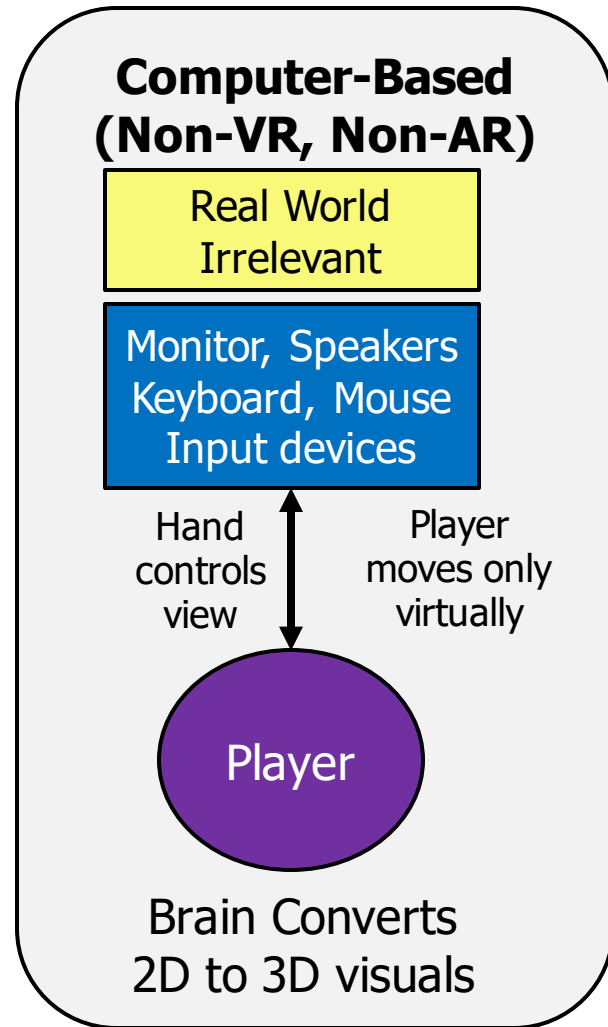 Computer-Based
(Non-VR, Non-AR)
Real World
Irrelevant
Monitor, Speakers
Keyboard, Mouse
Input devices
Hand
controls
view
Player
moves only
virtually
Player
Brain Converts
2D to 3D visuals